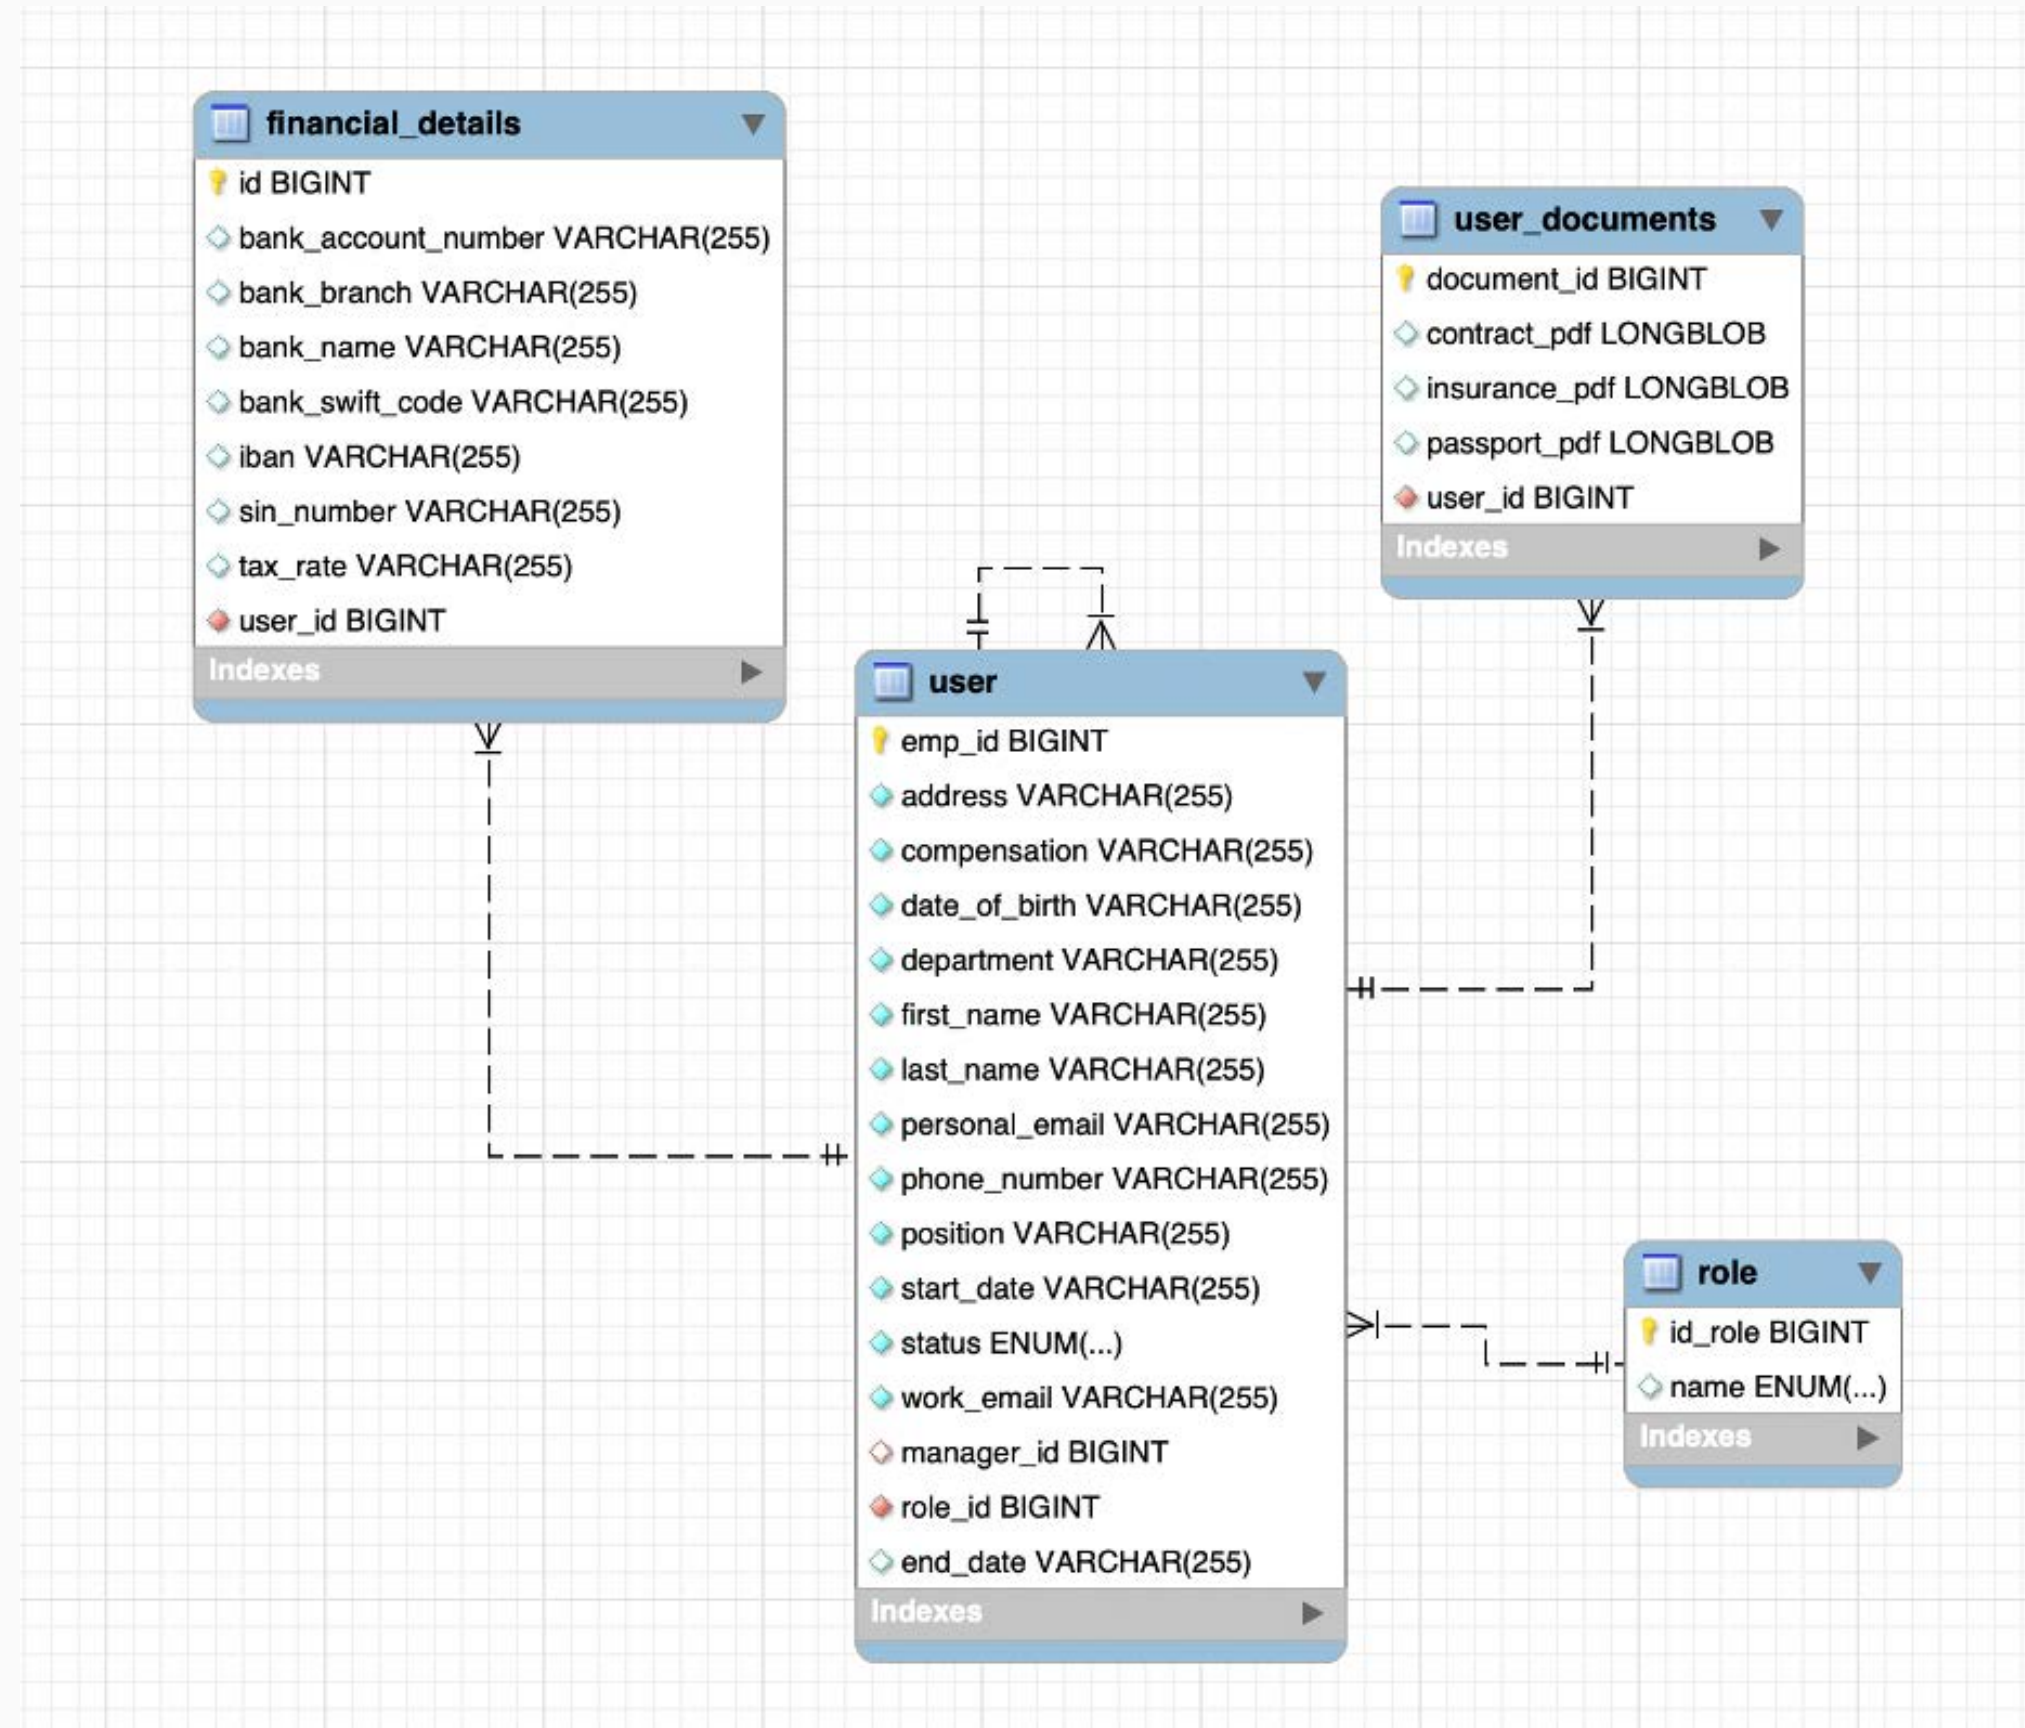 financial_details
id BIGINT
bank_account_number VARCHAR(255)
bank_branch VARCHAR(255)
bank_name VARCHAR(255)
bank_swift_code VARCHAR(255)
iban VARCHAR(255)
sin_number VARCHAR(255)
tax_rate VARCHAR(255)
user_id BIGINT
Indexes
user_documents
document_id BIGINT
contract_pdf LONGBLOB
insurance_pdf LONGBLOB
passport_pdf LONGBLOB
user_id BIGINT
Indexes
user
emp_id BIGINT
address VARCHAR(255)
compensation VARCHAR(255)
date_of_birth VARCHAR(255)
department VARCHAR(255)
first_name VARCHAR(255)
last_name VARCHAR(255)
personal_email VARCHAR(255)
phone_number VARCHAR(255)
position VARCHAR(255)
start_date VARCHAR(255)
status ENUM(...)
work_email VARCHAR(255)
manager_id BIGINT
role_id BIGINT
end_date VARCHAR(255)
Indexes
role
id_role BIGINT
name ENUM(...)
Indexes